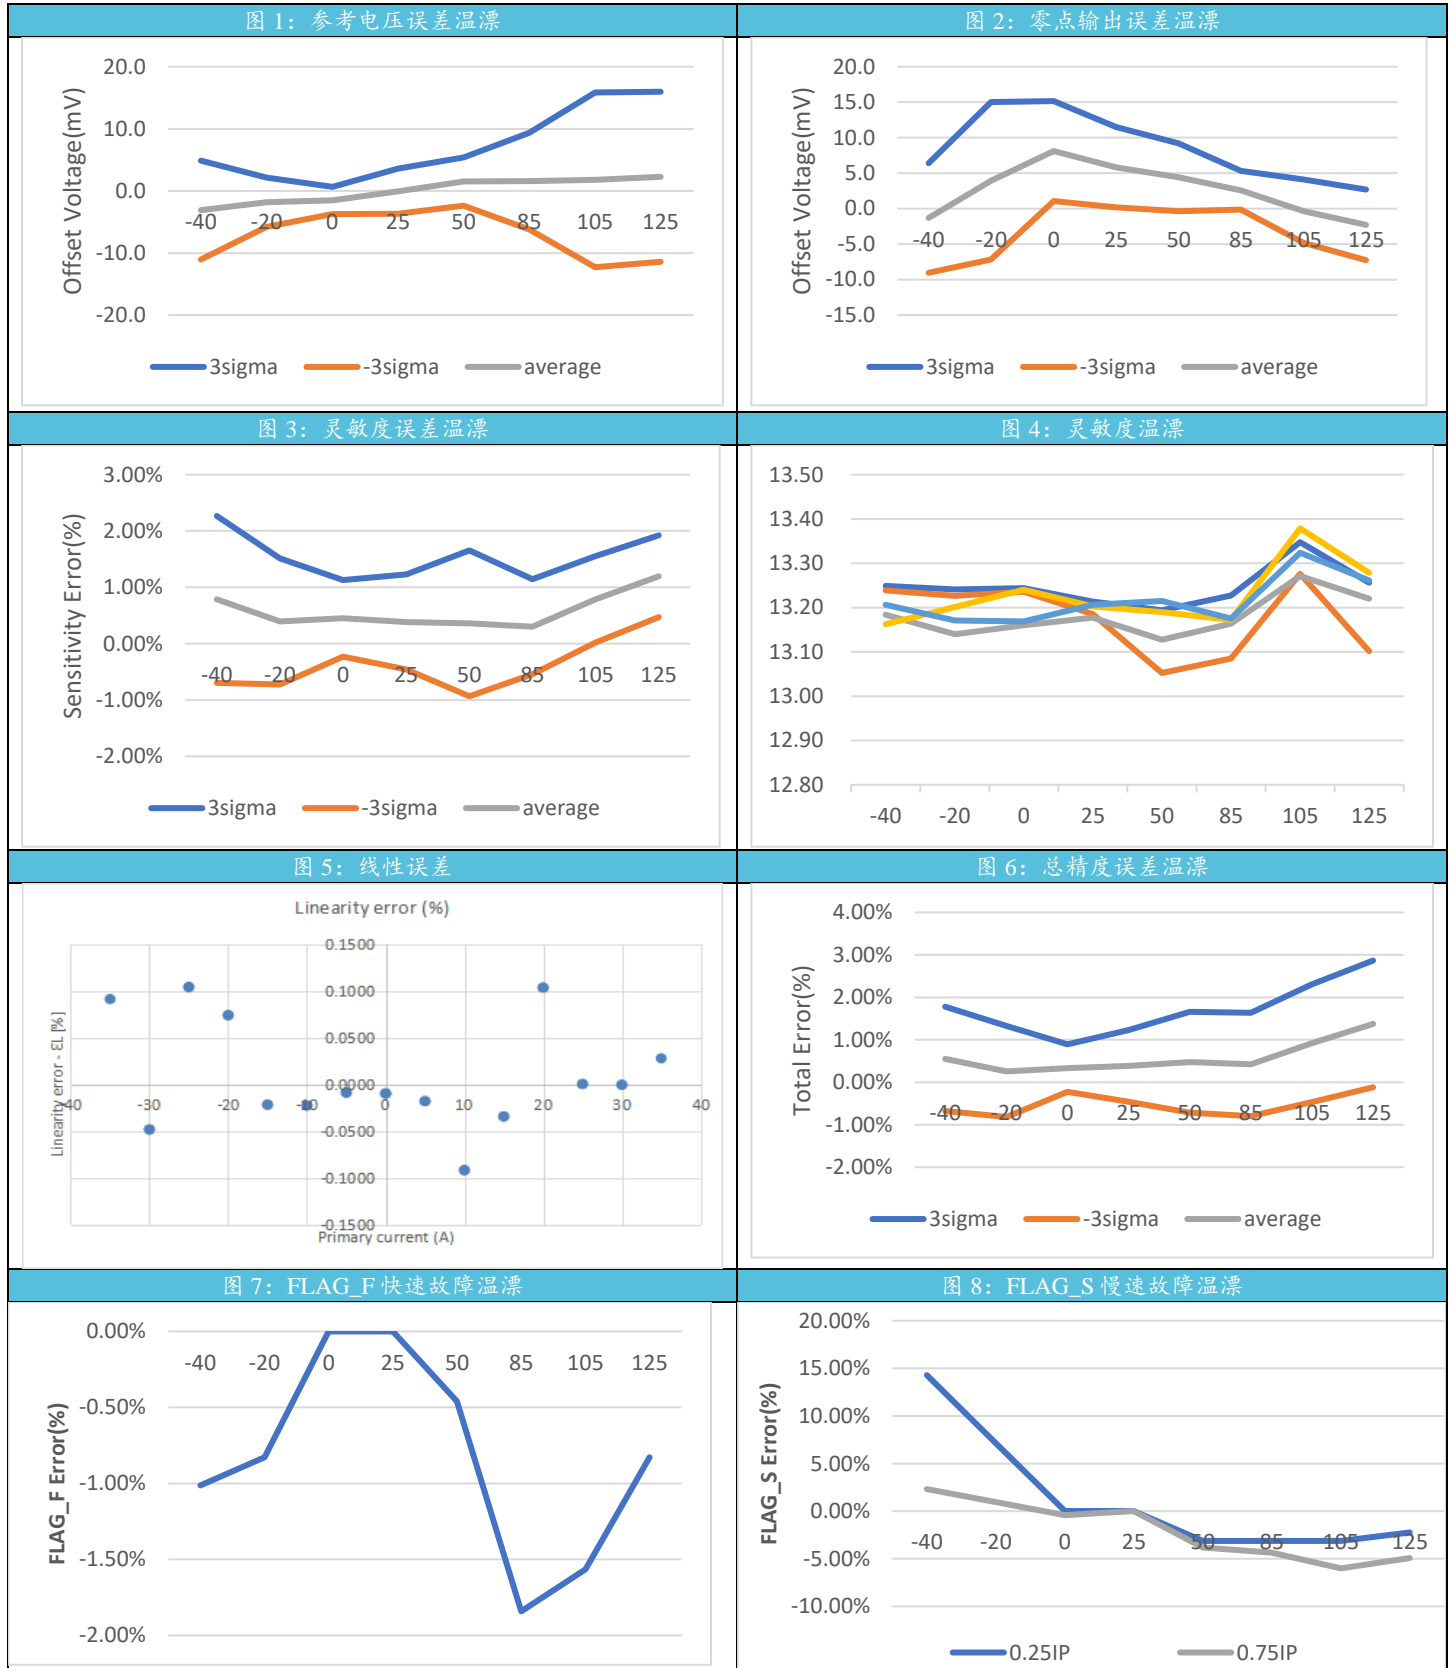 图 1：参考电压误差温漂
20.0
10.0
0.0
-10.0
-20.0
Offset Voltage(mV)
-40 -20 0 25 50 85 105 125
3sigma -3sigma average
图 2：零点输出误差温漂
20.0
15.0
10.0
5.0
0.0
-5.0
-10.0
-15.0
Offset Voltage(mV)
-40 -20 0 25 50 85 105 125
3sigma -3sigma average
图 3：灵敏度误差温漂
3.00%
2.00%
1.00%
0.00%
-1.00%
-2.00%
Sensitivity Error(%)
-40 -20 0 25 50 85 105 125
3sigma -3sigma average
图 4：灵敏度温漂
13.50
13.40
13.30
13.20
13.10
13.00
12.90
12.80
-40 -20 0 25 50 85 105 125
图 5：线性误差
Linearity error (%)
0.1500
0.1000
0.0500
0.0000
-0.0500
-0.1000
-0.1500
Linearity error - ƐL [%]
-40 -30 -20 -10 0 10 20 30 40
Primary current (A)
图 6：总精度误差温漂
4.00%
3.00%
2.00%
1.00%
0.00%
-1.00%
-2.00%
Total Error(%)
-40 -20 0 25 50 85 105 125
3sigma -3sigma average
图 7：FLAG_F 快速故障温漂
0.00%
-0.50%
-1.00%
-1.50%
-2.00%
FLAG_F Error(%)
-40 -20 0 25 50 85 105 125
图 8：FLAG_S 慢速故障温漂
20.00%
15.00%
10.00%
5.00%
0.00%
-5.00%
-10.00%
FLAG_S Error(%)
-40 -20 0 25 50 85 105 125
0.25IP 0.75IP